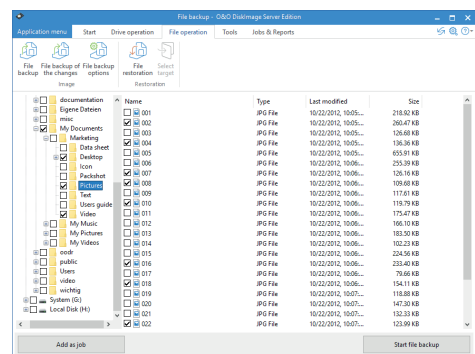 File backup - O&O DiskImage Server Edition
Application menu Start Drive operation File operation Tools Jobs & Reports
File backup
File backup of the changes
File backup options
File restoration
Select target
Image Restoration
documentation
Eigene Dateien
misc
My Documents
Marketing
Data sheet
Desktop
Icon
Packshot
Pictures
Text
Users guide
Video
My Music
My Pictures
My Videos
oodr
public
Users
video
wichtig
System (G:)
Local Disk (H:)
Name Type Last modified Size
001 JPG File 10/22/2012, 10:05:... 218.92 KB
002 JPG File 10/22/2012, 10:05:... 260.47 KB
003 JPG File 10/22/2012, 10:05:... 126.68 KB
004 JPG File 10/22/2012, 10:05:... 136.36 KB
005 JPG File 10/22/2012, 10:05:... 655.91 KB
006 JPG File 10/22/2012, 10:06:... 255.39 KB
007 JPG File 10/22/2012, 10:06:... 126.16 KB
008 JPG File 10/22/2012, 10:06:... 109.68 KB
009 JPG File 10/22/2012, 10:06:... 117.61 KB
010 JPG File 10/22/2012, 10:06:... 119.79 KB
011 JPG File 10/22/2012, 10:06:... 175.47 KB
012 JPG File 10/22/2012, 10:06:... 166.10 KB
013 JPG File 10/22/2012, 10:06:... 183.50 KB
014 JPG File 10/22/2012, 10:06:... 102.23 KB
015 JPG File 10/22/2012, 10:06:... 224.56 KB
016 JPG File 10/22/2012, 10:06:... 233.40 KB
017 JPG File 10/22/2012, 10:06:... 79.66 KB
018 JPG File 10/22/2012, 10:06:... 154.11 KB
019 JPG File 10/22/2012, 10:07:... 118.88 KB
020 JPG File 10/22/2012, 10:07:... 147.30 KB
021 JPG File 10/22/2012, 10:07:... 132.33 KB
022 JPG File 10/22/2012, 10:07:... 123.99 KB
Add as job Start file backup